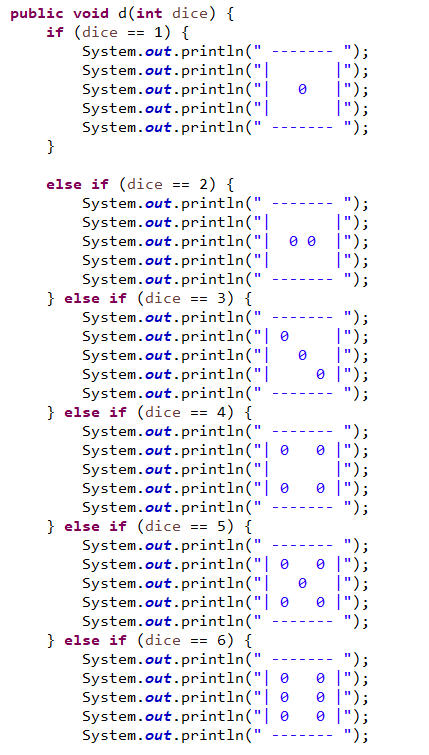 public void d(int dice) {
    if (dice == 1) {
        System.out.println(" ------- ");
        System.out.println("|       |");
        System.out.println("|   0   |");
        System.out.println("|       |");
        System.out.println(" ------- ");
    }

    else if (dice == 2) {
        System.out.println(" ------- ");
        System.out.println("|       |");
        System.out.println("|  0 0  |");
        System.out.println("|       |");
        System.out.println(" ------- ");
    } else if (dice == 3) {
        System.out.println(" ------- ");
        System.out.println("| 0     |");
        System.out.println("|   0   |");
        System.out.println("|     0 |");
        System.out.println(" ------- ");
    } else if (dice == 4) {
        System.out.println(" ------- ");
        System.out.println("| 0   0 |");
        System.out.println("|       |");
        System.out.println("| 0   0 |");
        System.out.println(" ------- ");
    } else if (dice == 5) {
        System.out.println(" ------- ");
        System.out.println("| 0   0 |");
        System.out.println("|   0   |");
        System.out.println("| 0   0 |");
        System.out.println(" ------- ");
    } else if (dice == 6) {
        System.out.println(" ------- ");
        System.out.println("| 0   0 |");
        System.out.println("| 0   0 |");
        System.out.println("| 0   0 |");
        System.out.println(" ------- ");